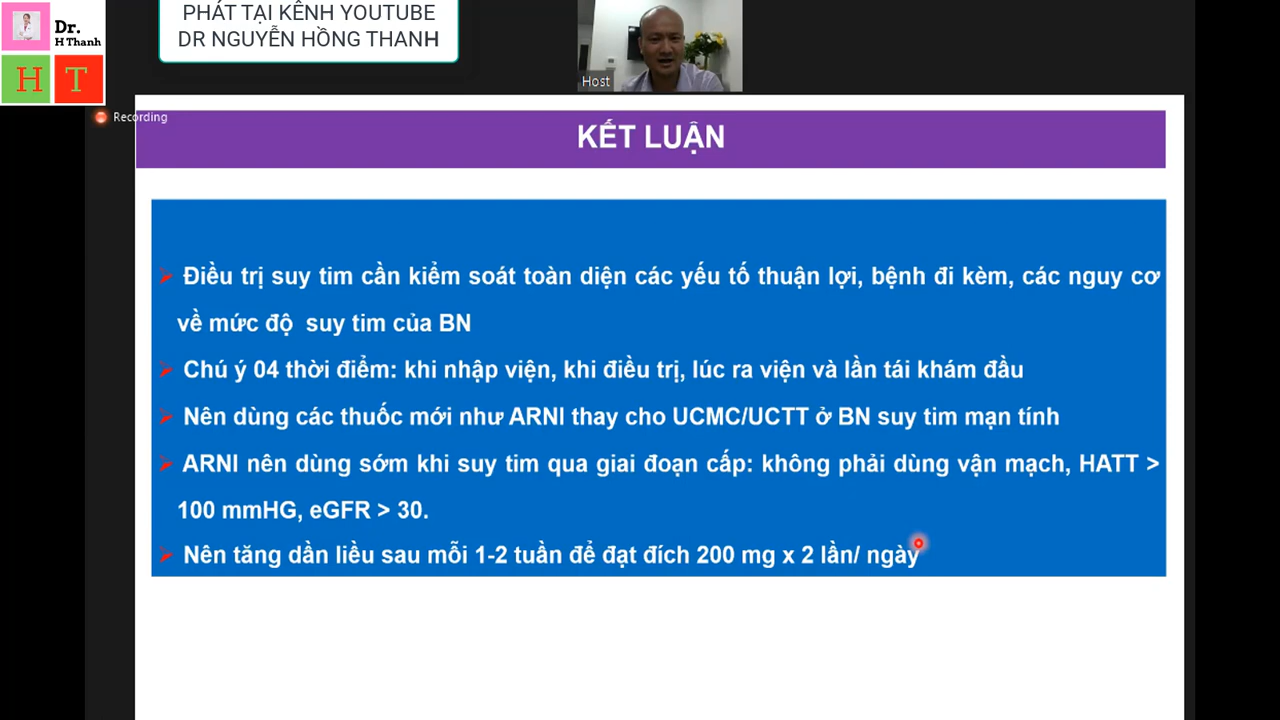 PHÁT TẠI KÊNH YOUTUBE
DR NGUYỄN HỒNG THANH
Dr.
H Thanh
H T
Host
Recording
KẾT LUẬN
Điều trị suy tim cần kiểm soát toàn diện các yếu tố thuận lợi, bệnh đi kèm, các nguy cơ
về mức độ suy tim của BN
Chú ý 04 thời điểm: khi nhập viện, khi điều trị, lúc ra viện và lần tái khám đầu
Nên dùng các thuốc mới như ARNI thay cho UCMC/UCTT ở BN suy tim mạn tính
ARNI nên dùng sớm khi suy tim qua giai đoạn cấp: không phải dùng vận mạch, HATT >
100 mmHG, eGFR > 30.
Nên tăng dần liều sau mỗi 1-2 tuần để đạt đích 200 mg x 2 lần/ ngày